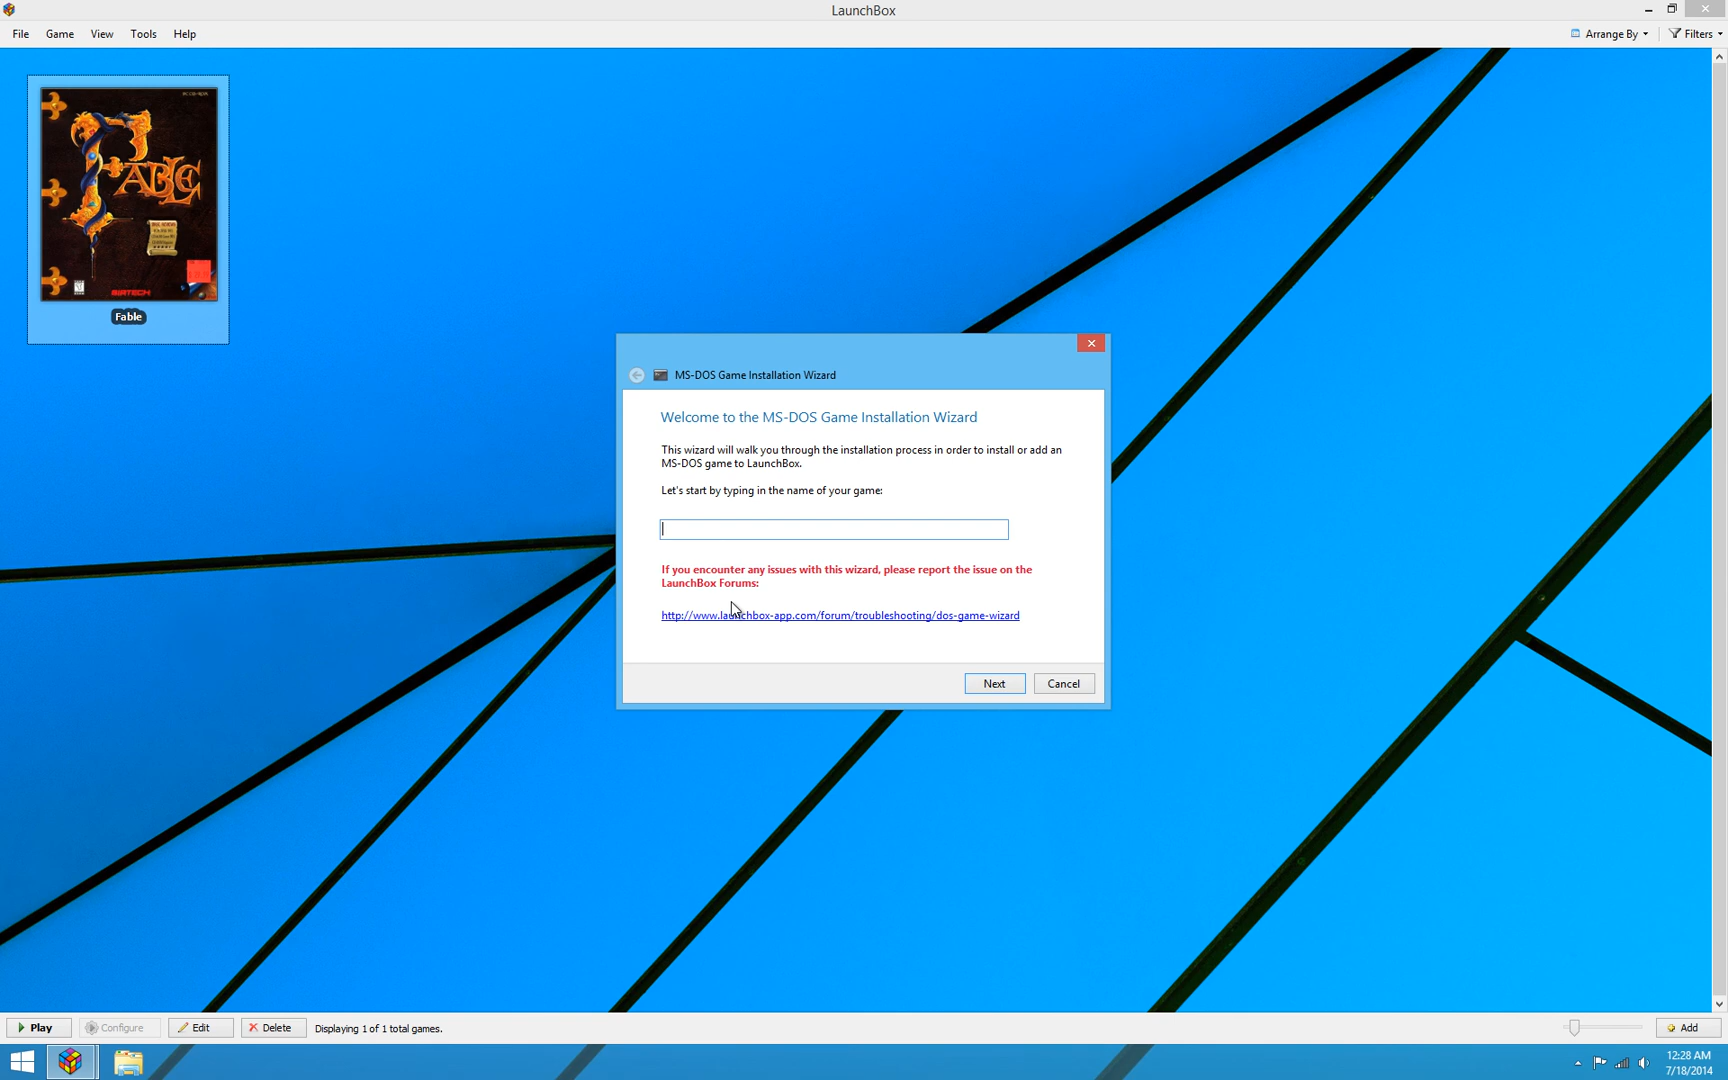 LaunchBox
File Game View Tools Help
Arrange By Filters
PC CD-ROM
FABLE
SIRTECH
Fable
MS-DOS Game Installation Wizard
Welcome to the MS-DOS Game Installation Wizard
This wizard will walk you through the installation process in order to install or add an
MS-DOS game to LaunchBox.
Let's start by typing in the name of your game:
If you encounter any issues with this wizard, please report the issue on the
LaunchBox Forums:
http://www.launchbox-app.com/forum/troubleshooting/dos-game-wizard
Next Cancel
Play Configure Edit Delete Displaying 1 of 1 total games. Add
12:28 AM
7/18/2014